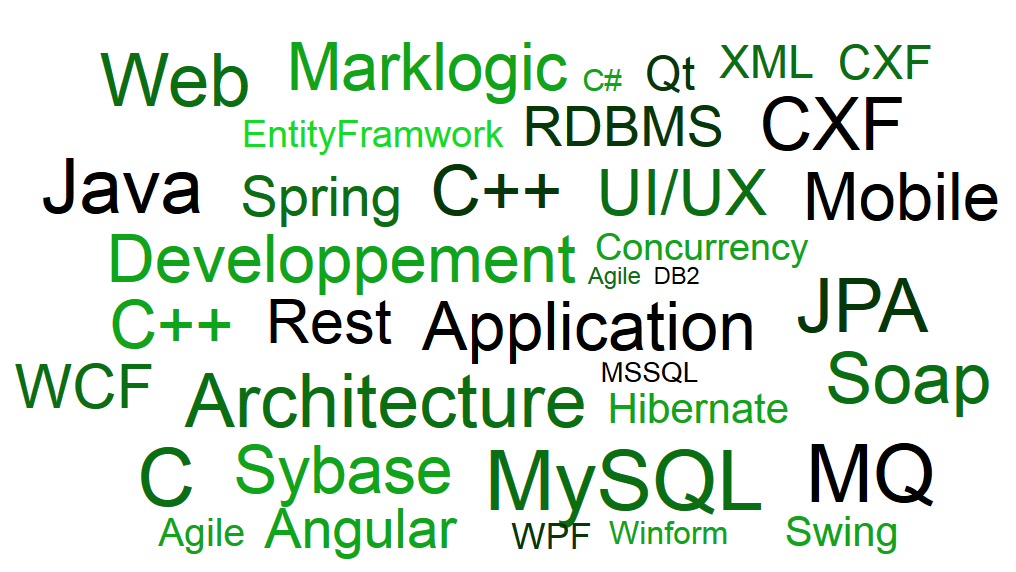 Web Marklogic C# Qt XML CXF
EntityFramwork RDBMS CXF
Java Spring C++ UI/UX Mobile
Developpement Concurrency
Agile DB2
C++ Rest Application JPA
WCF Architecture MSSQL Soap
Hibernate
C Sybase MySQL MQ
Agile Angular WPF Winform Swing